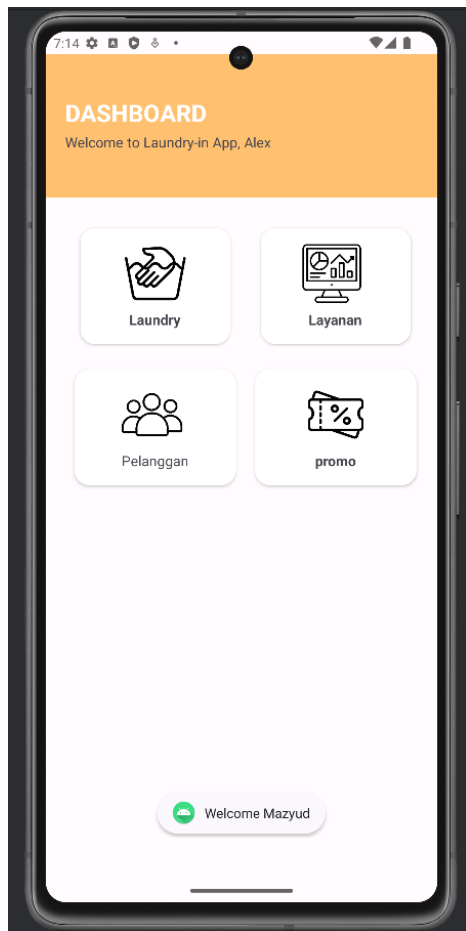 7:14
DASHBOARD
Welcome to Laundry-in App, Alex
Laundry
Layanan
Pelanggan
promo
Welcome Mazyud